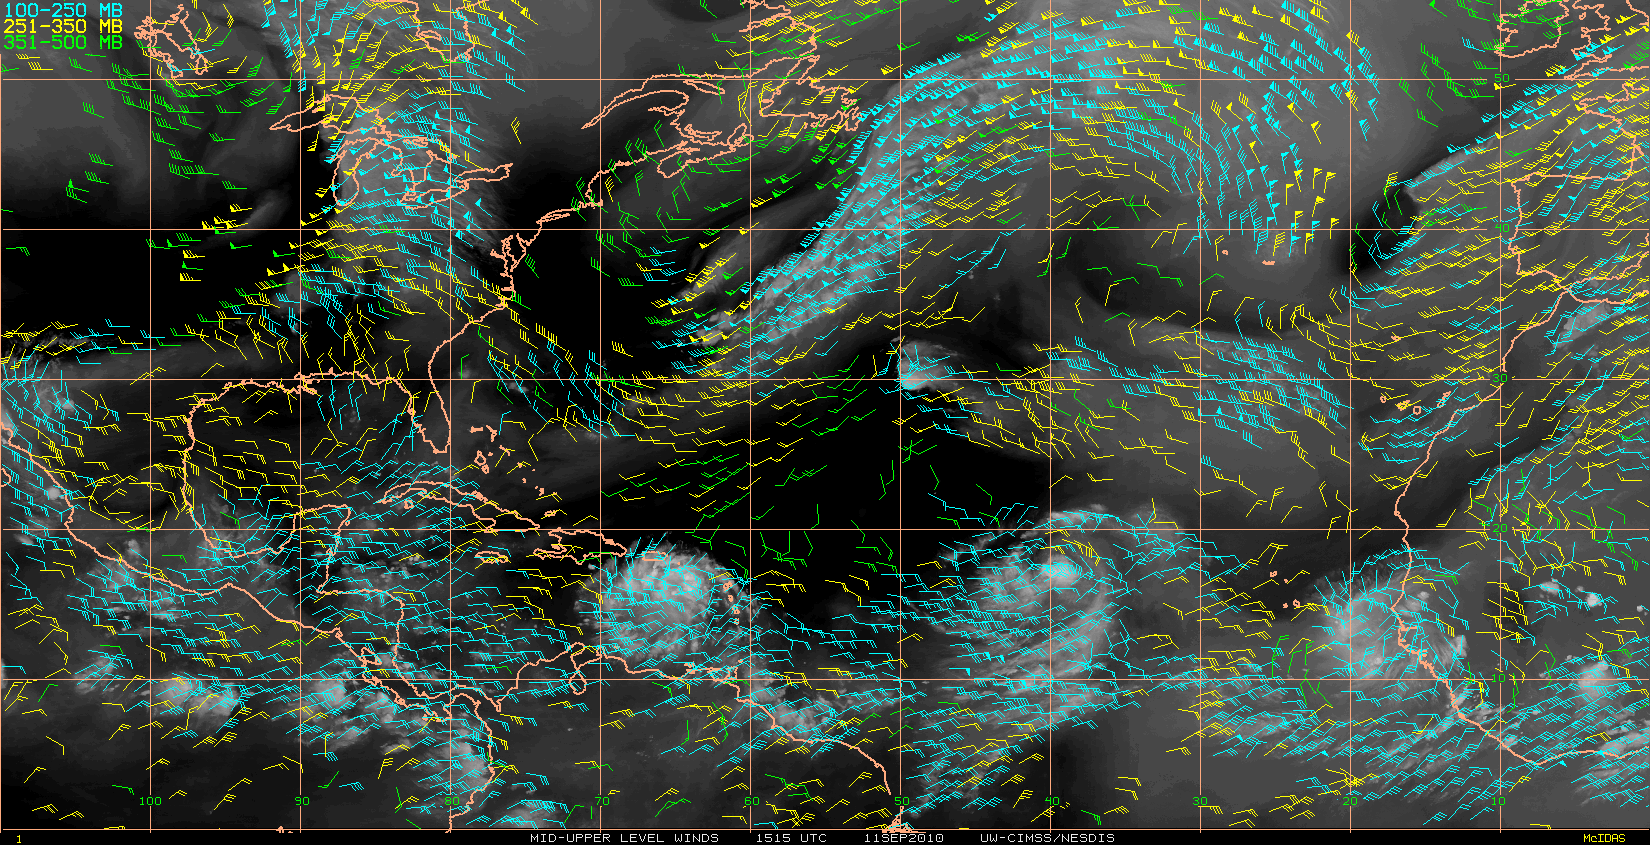 100-250 MB
251-350 MB
351-500 MB
50
40
30
20
10
100 90 80 70 60 50 40 30 20 10
1 MID-UPPER LEVEL WINDS 1515 UTC 11SEP2010 UW-CIMSS/NESDIS McIDAS